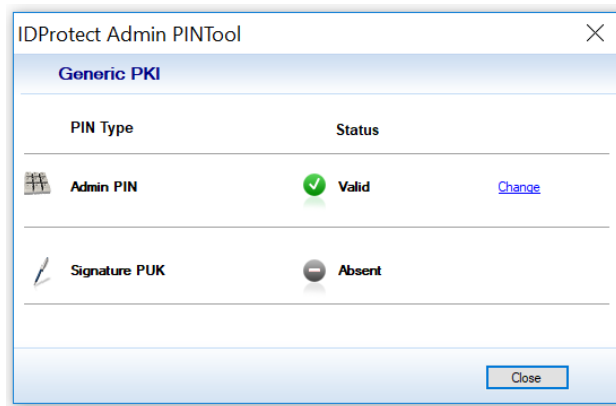 IDProtect Admin PINTool
Generic PKI
PIN Type Status
Admin PIN Valid Change
Signature PUK Absent
Close